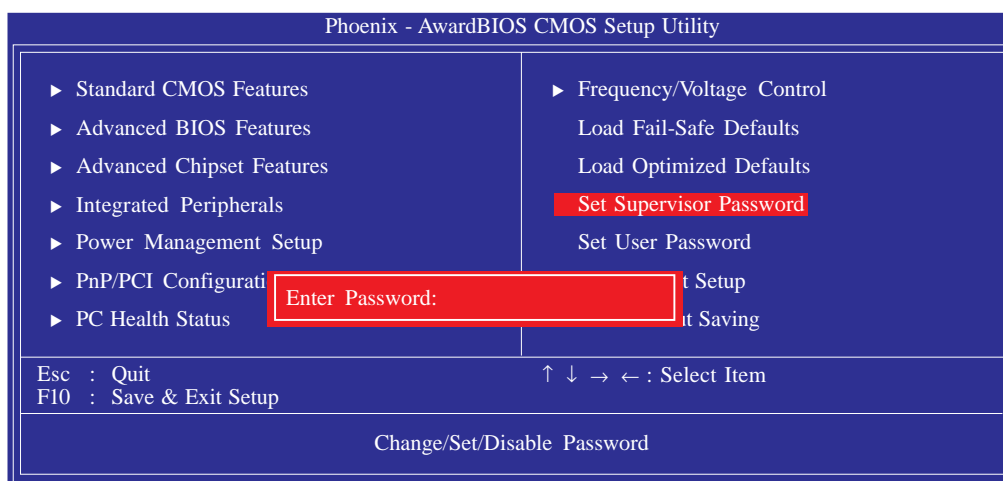 Phoenix - AwardBIOS CMOS Setup Utility
► Standard CMOS Features
► Advanced BIOS Features
► Advanced Chipset Features
► Integrated Peripherals
► Power Management Setup
► PnP/PCI Configurati
► PC Health Status
► Frequency/Voltage Control
Load Fail-Safe Defaults
Load Optimized Defaults
Set Supervisor Password
Set User Password
t Setup
ut Saving
Enter Password:
Esc : Quit
F10 : Save & Exit Setup
↑ ↓ → ← : Select Item
Change/Set/Disable Password